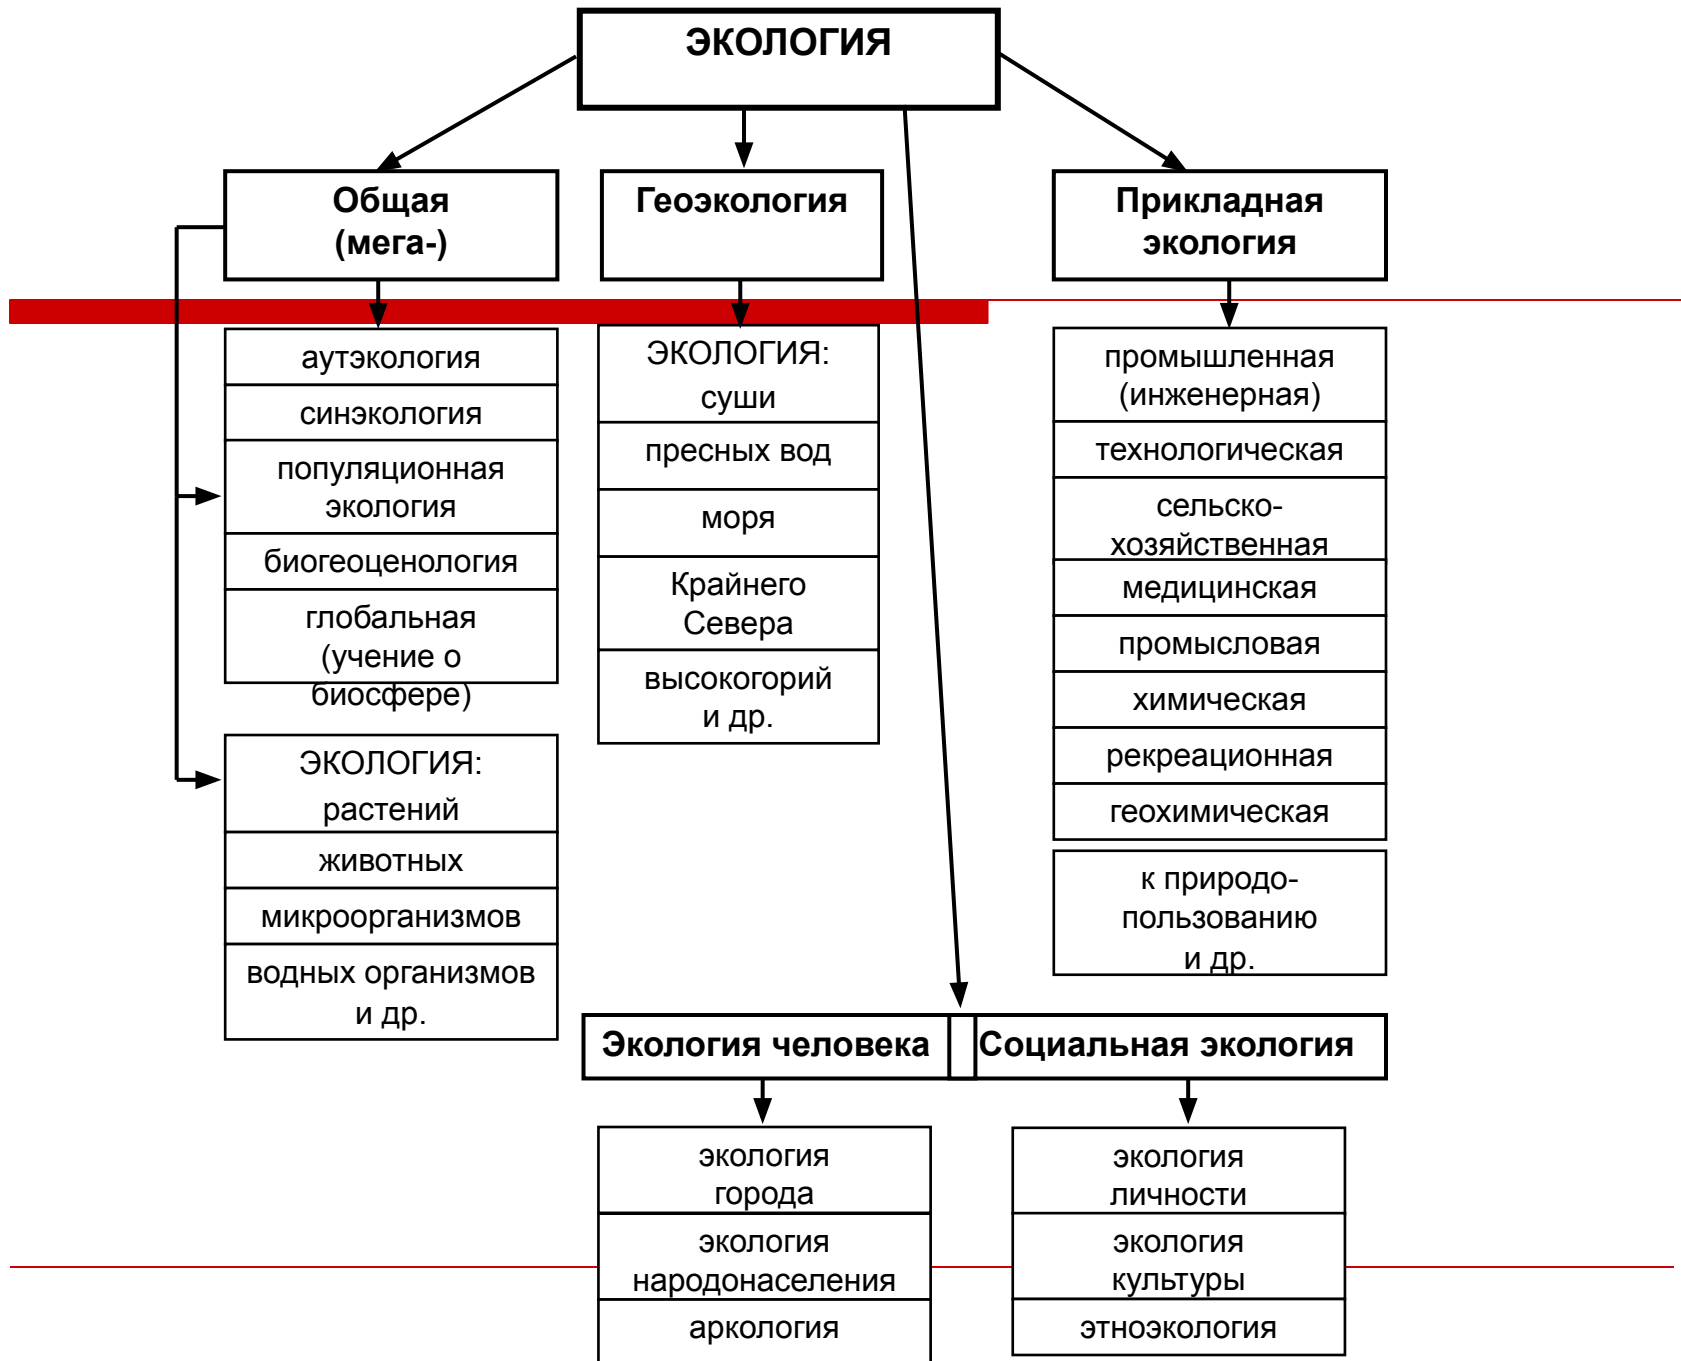 ЭКОЛОГИЯ
Общая
(мега-)
Геоэкология
Прикладная
экология
аутэкология
синэкология
популяционная
экология
биогеоценология
глобальная
(учение о
биосфере)
ЭКОЛОГИЯ:
растений
животных
микроорганизмов
водных организмов
и др.
ЭКОЛОГИЯ:
суши
пресных вод
моря
Крайнего
Севера
высокогорий
и др.
промышленная
(инженерная)
технологическая
сельско-
хозяйственная
медицинская
промысловая
химическая
рекреационная
геохимическая
к природо-
пользованию
и др.
Экология человека
Социальная экология
экология
города
экология
народонаселения
аркология
экология
личности
экология
культуры
этноэкология